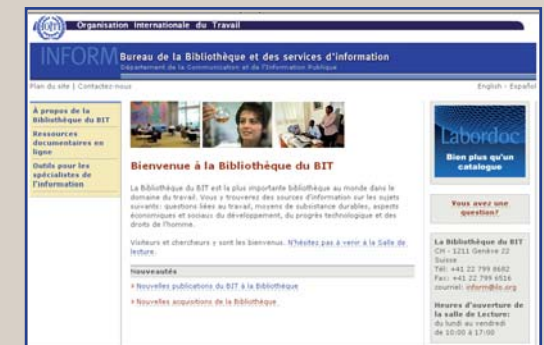 Organisation Internationale du Travail
INFORM
Bureau de la Bibliothèque et des services d'information
Département de la Communication et de l'Information Publique
Plan du site | Contactez-nous
English - Español
À propos de la
Bibliothèque du BIT
Ressources
documentaires en
ligne
Outils pour les
spécialistes de
l'information
Bienvenue à la Bibliothèque du BIT
La Bibliothèque du BIT est la plus importante bibliothèque au monde dans le
domaine du travail. Vous y trouverez des sources d'information sur les sujets
suivants: questions liées au travail, moyens de subsistance durables, aspects
économiques et sociaux du développement, du progrès technologique et des
droits de l'homme.
Visiteurs et chercheurs y sont les bienvenus. N'hésitez pas à venir à la Salle de
lecture.
Nouveautés
Nouvelles publications du BIT à la Bibliothèque
Nouvelles acquisitions de la Bibliothèque
Labordoc
Bien plus qu'un
catalogue
Vous avez une
question?
La Bibliothèque du BIT
CH - 1211 Genève 22
Suisse
Tél: +41 22 799 8682
Fax: +41 22 799 6516
courriel: inform@ilo.org
Heures d'ouverture de
la salle de Lecture:
du lundi au vendredi
de 10:00 à 17:00